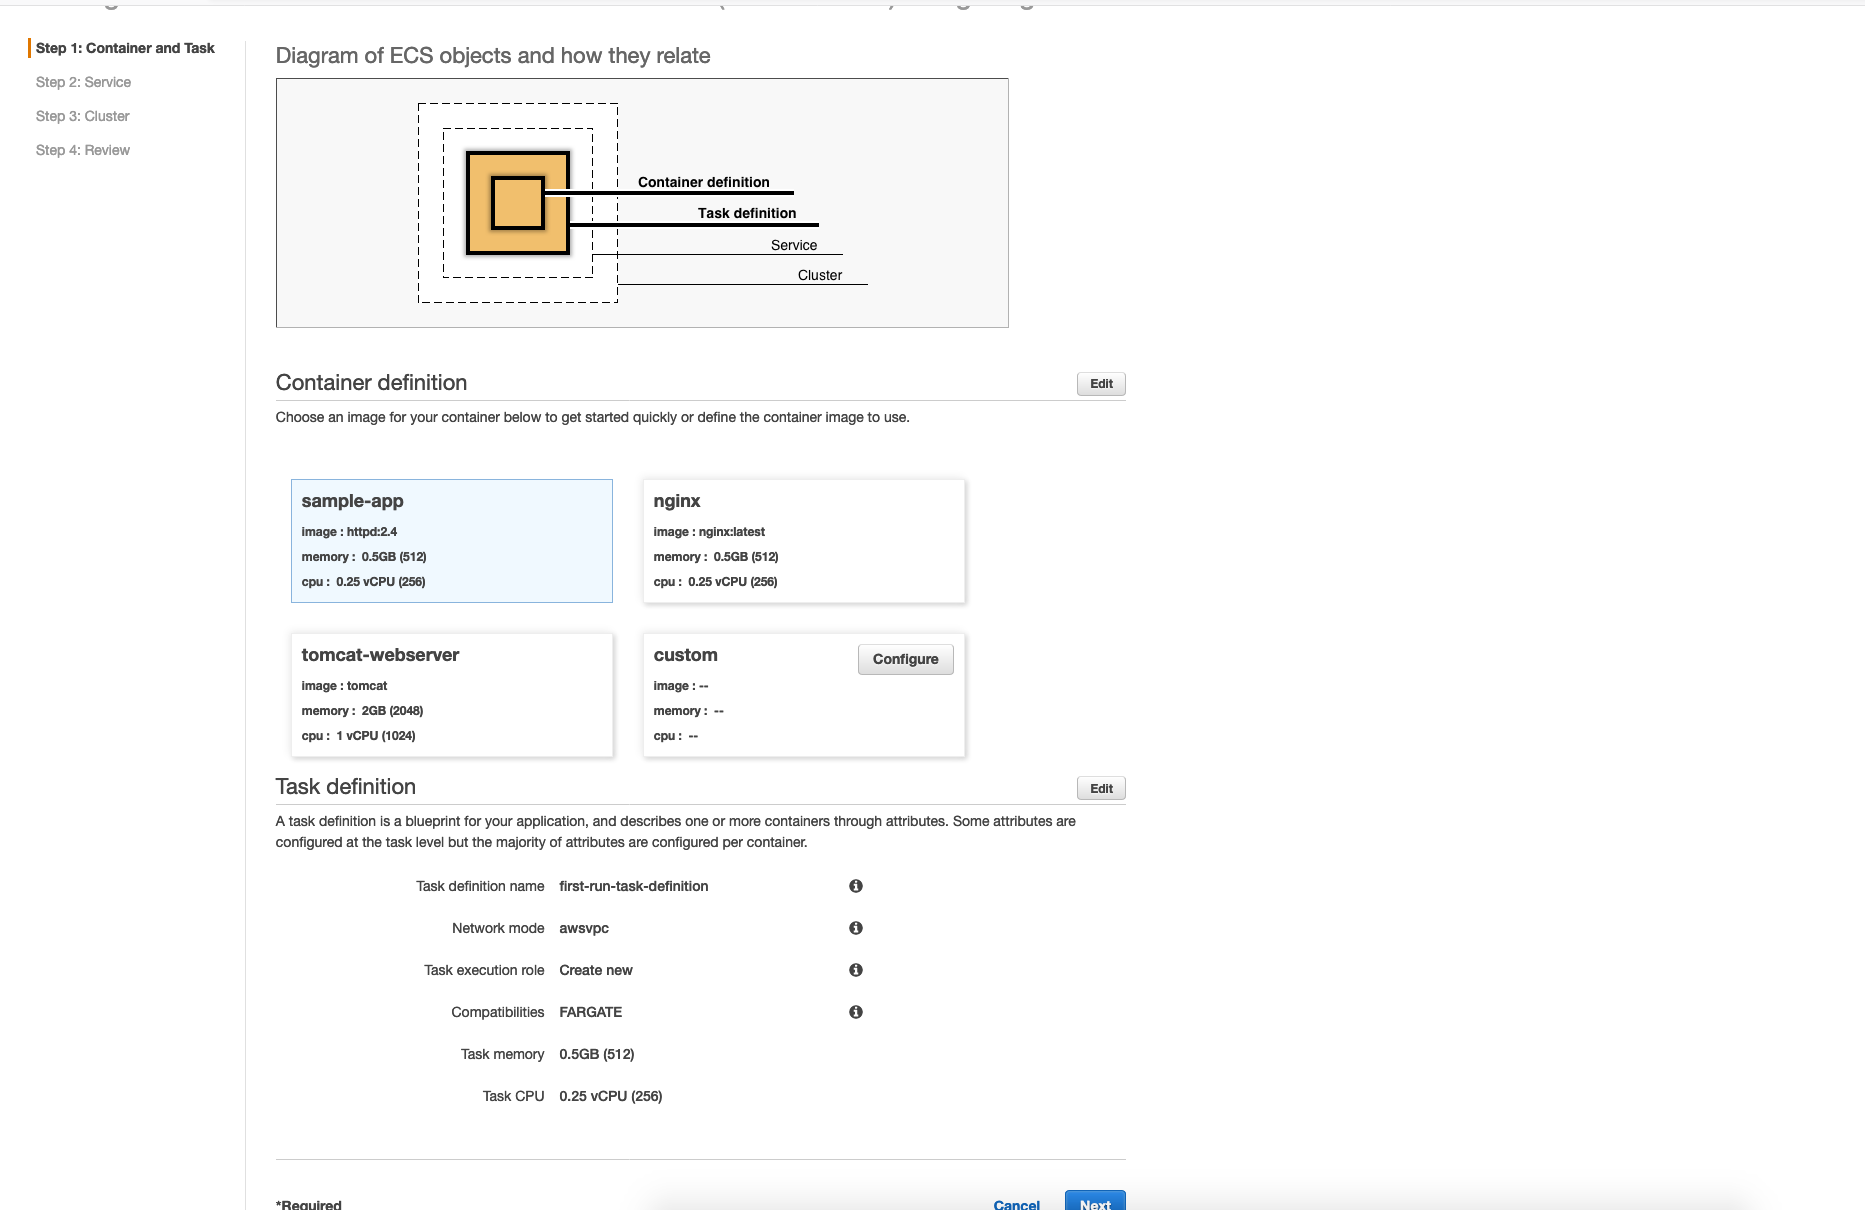 Step 1: Container and Task
Step 2: Service
Step 3: Cluster
Step 4: Review
Diagram of ECS objects and how they relate
Container definition
Task definition
Service
Cluster
Container definition
Edit
Choose an image for your container below to get started quickly or define the container image to use.
sample-app
image : httpd:2.4
memory : 0.5GB (512)
cpu : 0.25 vCPU (256)
nginx
image : nginx:latest
memory : 0.5GB (512)
cpu : 0.25 vCPU (256)
tomcat-webserver
image : tomcat
memory : 2GB (2048)
cpu : 1 vCPU (1024)
custom
Configure
image : --
memory : --
cpu : --
Task definition
Edit
A task definition is a blueprint for your application, and describes one or more containers through attributes. Some attributes are
configured at the task level but the majority of attributes are configured per container.
Task definition name first-run-task-definition
Network mode awsvpc
Task execution role Create new
Compatibilities FARGATE
Task memory 0.5GB (512)
Task CPU 0.25 vCPU (256)
*Required
Cancel
Next